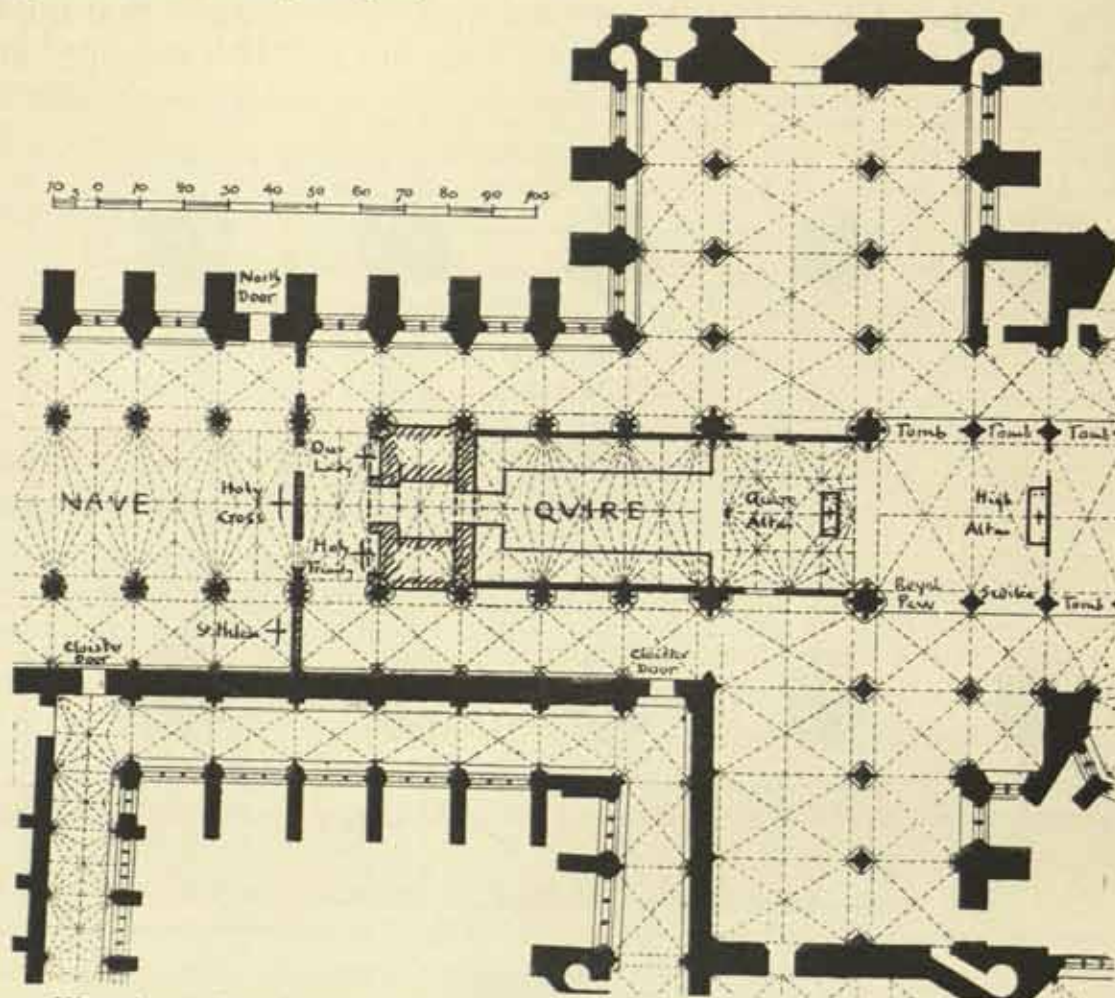 10 5 0 10 20 30 40 50 60 70 80 90 100
North
Door
Our
Lady
Tomb Tomb Tomb
NAVE
Holy
Cross
QVIRE
Quire
Altar
High
Altar
Holy
Trinity
Royal
Pew
Sedilia
Tomb
St. Helen
Cloister
Door
Cloister
Door